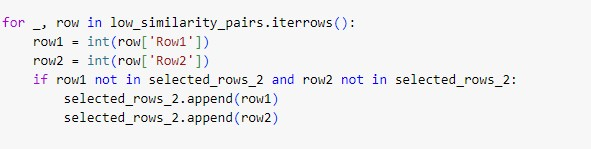 for _, row in low_similarity_pairs.iterrows():
    row1 = int(row['Row1'])
    row2 = int(row['Row2'])
    if row1 not in selected_rows_2 and row2 not in selected_rows_2:
        selected_rows_2.append(row1)
        selected_rows_2.append(row2)